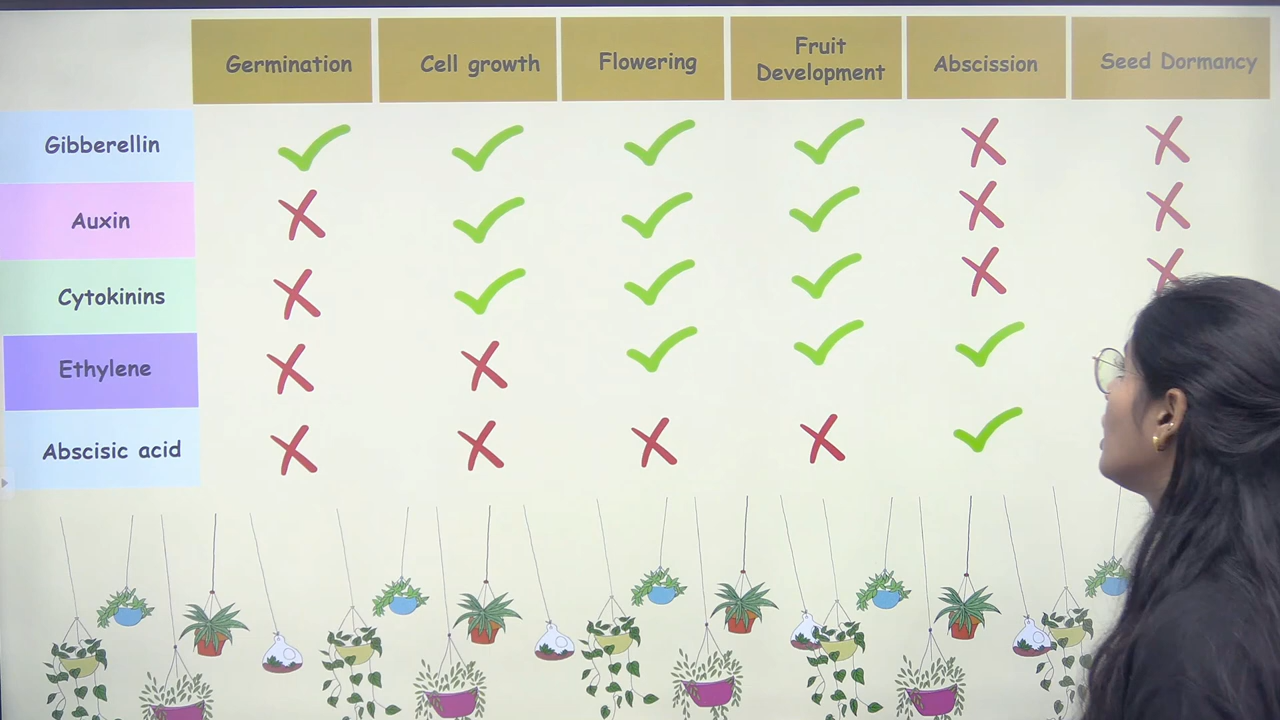 Germination
Cell growth
Flowering
Fruit
Development
Abscission
Seed Dormancy
Gibberellin
Auxin
Cytokinins
Ethylene
Abscisic acid